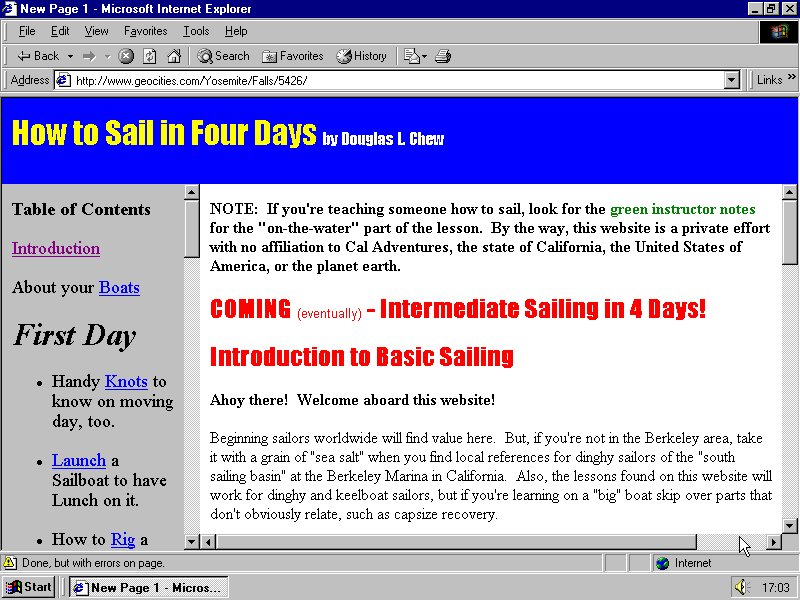 New Page 1 - Microsoft Internet Explorer
File Edit View Favorites Tools Help
Back Search Favorites History
Address http://www.geocities.com/Yosemite/Falls/5426/ Links »
How to Sail in Four Days by Douglas L. Chew
Table of Contents
Introduction
About your Boats
First Day
• Handy Knots to
know on moving
day, too.
• Launch a
Sailboat to have
Lunch on it.
• How to Rig a
NOTE: If you're teaching someone how to sail, look for the green instructor notes
for the "on-the-water" part of the lesson. By the way, this website is a private effort
with no affiliation to Cal Adventures, the state of California, the United States of
America, or the planet earth.
COMING (eventually) - Intermediate Sailing in 4 Days!
Introduction to Basic Sailing
Ahoy there! Welcome aboard this website!
Beginning sailors worldwide will find value here. But, if you're not in the Berkeley area, take
it with a grain of "sea salt" when you find local references for dinghy sailors of the "south
sailing basin" at the Berkeley Marina in California. Also, the lessons found on this website will
work for dinghy and keelboat sailors, but if you're learning on a "big" boat skip over parts that
don't obviously relate, such as capsize recovery.
Done, but with errors on page. Internet
Start New Page 1 - Micros... 17:03